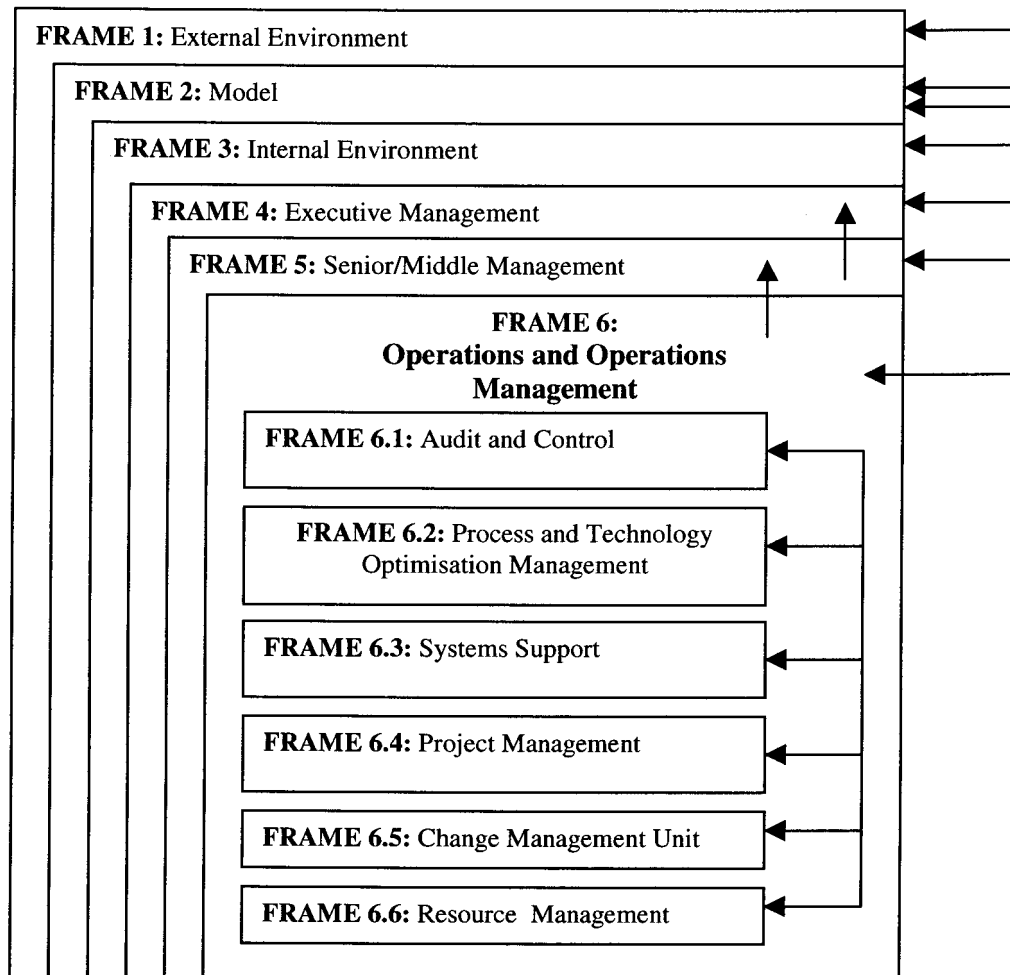 FRAME 1: External Environment
FRAME 2: Model
FRAME 3: Internal Environment
FRAME 4: Executive Management
FRAME 5: Senior/Middle Management
FRAME 6:
Operations and Operations
Management
FRAME 6.1: Audit and Control
FRAME 6.2: Process and Technology
Optimisation Management
FRAME 6.3: Systems Support
FRAME 6.4: Project Management
FRAME 6.5: Change Management Unit
FRAME 6.6: Resource Management